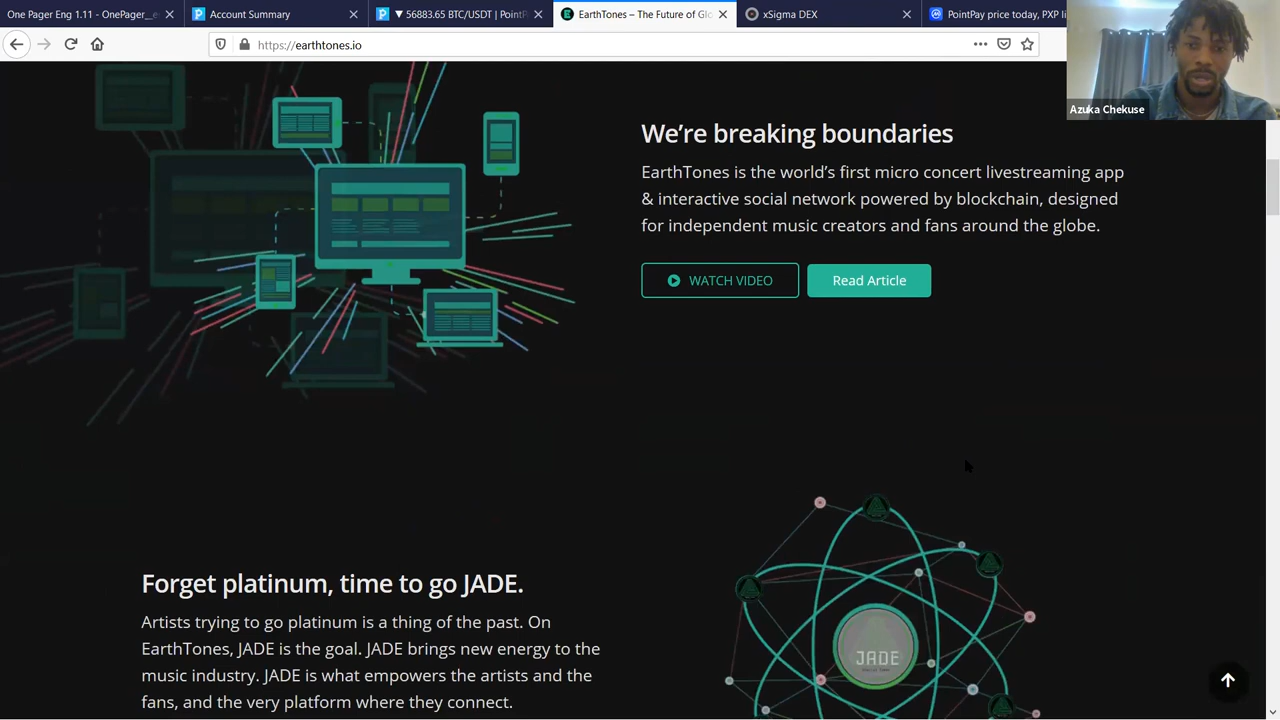 One Pager Eng 1.11 - OnePager_
Account Summary
▼ 56883.65 BTC/USDT | PointP
EarthTones – The Future of Glo
xSigma DEX
PointPay price today, PXP li
https://earthtones.io
Azuka Chekuse
We’re breaking boundaries
EarthTones is the world’s first micro concert livestreaming app
& interactive social network powered by blockchain, designed
for independent music creators and fans around the globe.
WATCH VIDEO
Read Article
Forget platinum, time to go JADE.
Artists trying to go platinum is a thing of the past. On
EarthTones, JADE is the goal. JADE brings new energy to the
music industry. JADE is what empowers the artists and the
fans, and the very platform where they connect.
JADE